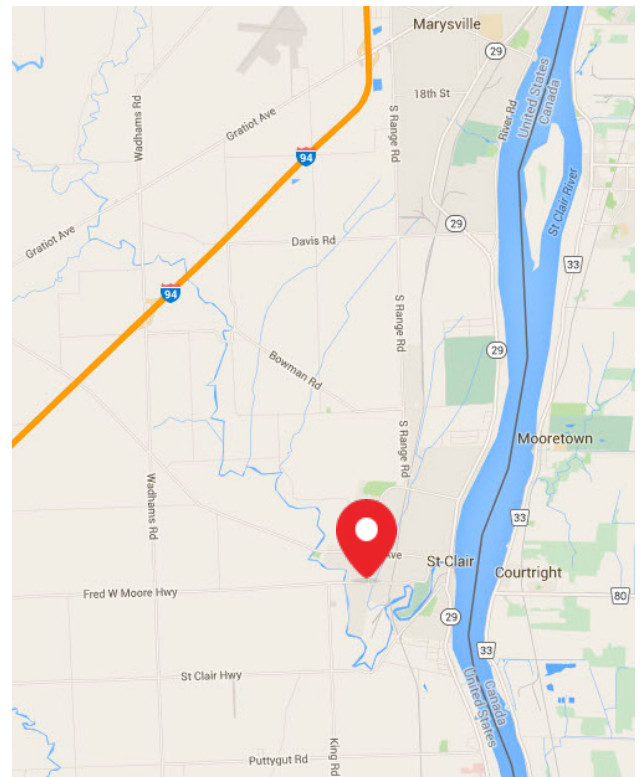 Marysville
29
18th St
Wadhams Rd
Gratiot Ave
S Range Rd
River Rd
United States
Canada
94
St Clair River
29
Gratiot Ave
Davis Rd
33
94
S Range Rd
29
Bowman Rd
S Range Rd
Mooretown
Wadhams Rd
33
Ave
St Clair
Courtright
Fred W Moore Hwy
80
29
33
St Clair Hwy
Canada
United States
King Rd
Puttygut Rd